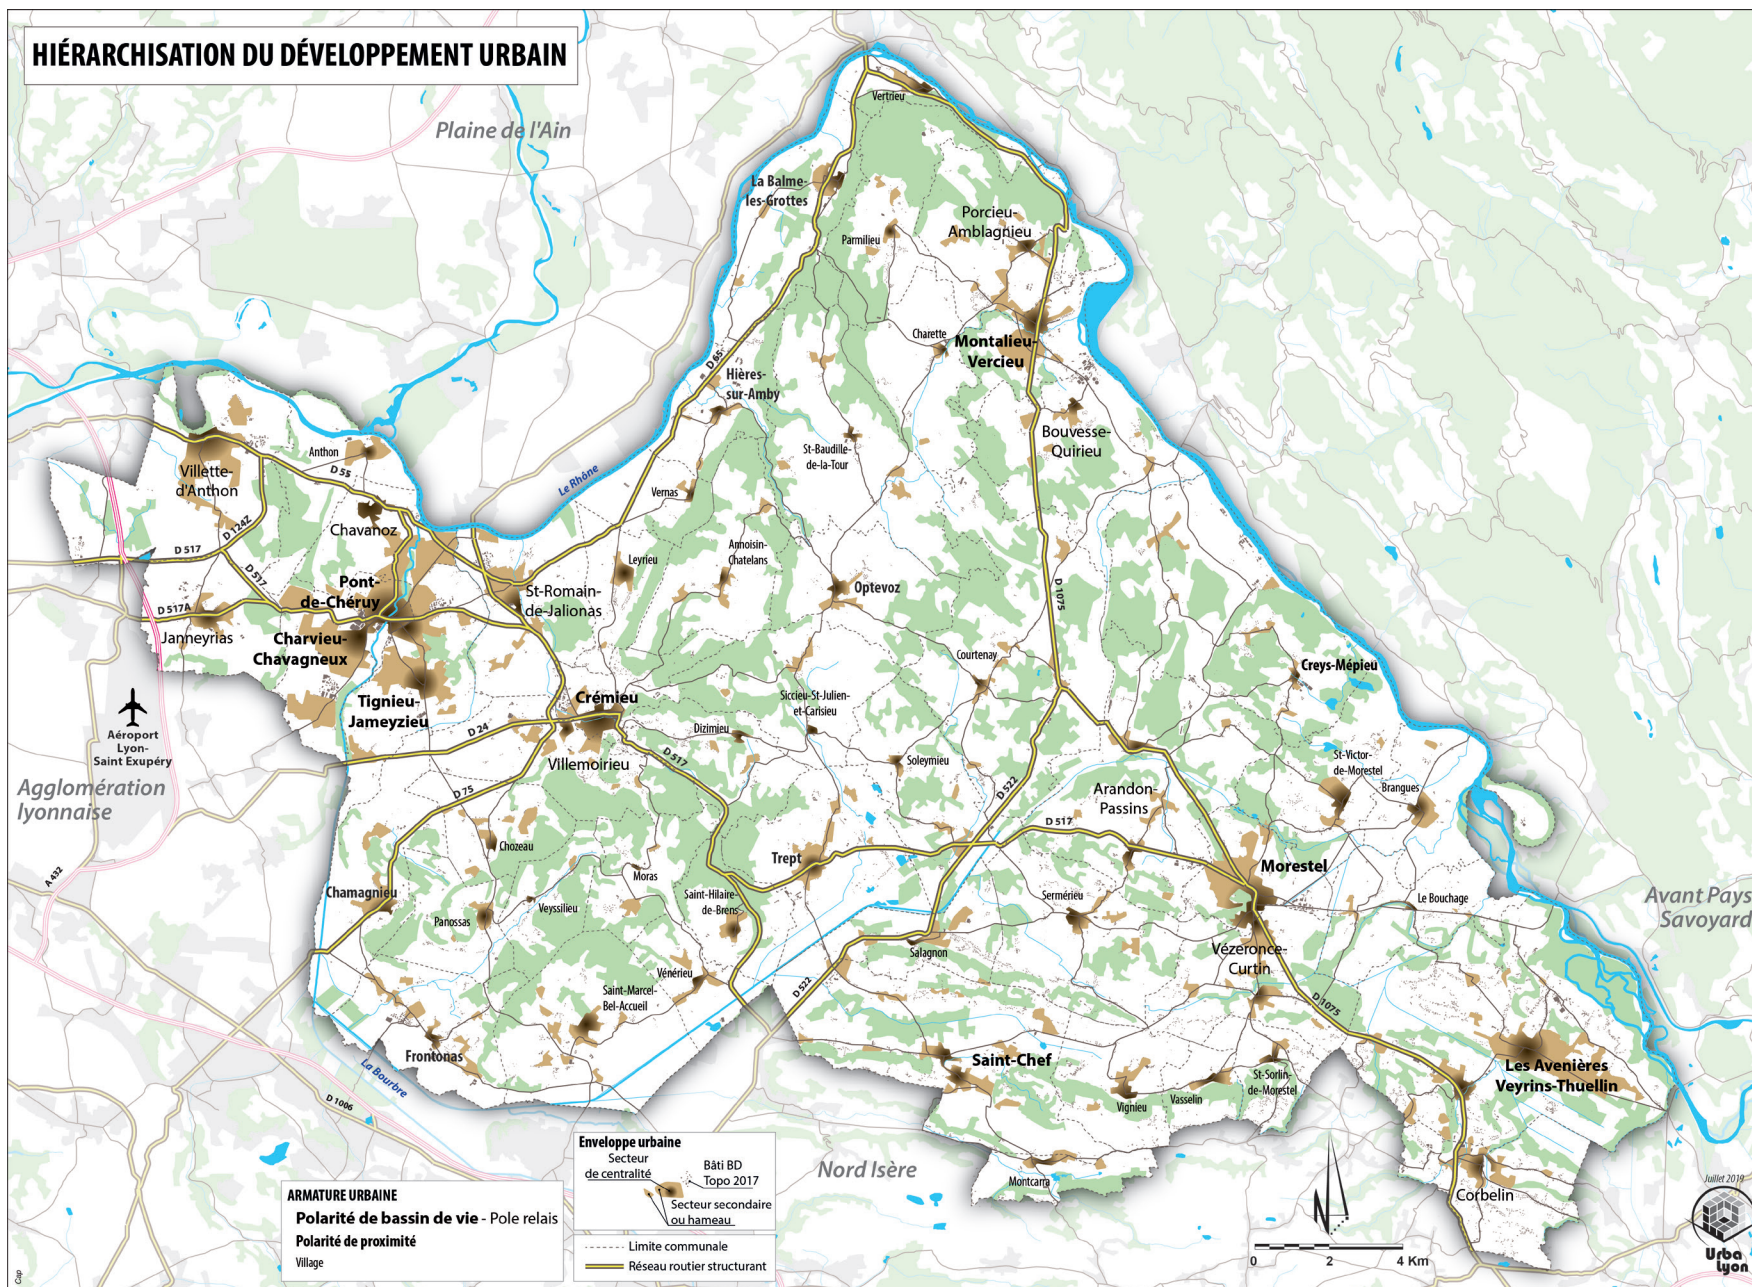 HIÉRARCHISATION DU DÉVELOPPEMENT URBAIN
Plaine de l'Ain
Vertrieu
La Balme-
les-Grottes
Porcieu-
Amblagnieu
Parmilieu
Charette
Montalieu-
Vercieu
D 65
Hières-
sur-Amby
Bouvesse-
Quirieu
St-Baudille-
de-la-Tour
Anthon
Villette-
d'Anthon
D 55
Le Rhône
Vernas
Chavanoz
D 124Z
D 517
D 517
Annoisin-
Chatelans
Leyrieu
Pont-
de-Chéruy
St-Romain-
de-Jalionas
Optevoz
D 1075
D 517A
Janneyrias
Charvieu-
Chavagneux
Courtenay
Creys-Mépieu
Tignieu-
Jameyzieu
Crémieu
Siccieu-St-Julien-
et-Carisieu
D 24
Dizimieu
Aéroport
Lyon-
Saint Exupéry
Villemoirieu
D 517
Soleymieu
St-Victor-
de-Morestel
Brangues
Agglomération
lyonnaise
D 75
D 522
Arandon-
Passins
D 517
Chozeau
Trept
Morestel
A 432
Moras
Chamagnieu
Saint-Hilaire-
de-Brens
Sermérieu
Le Bouchage
Avant Pays
Savoyard
Panossas
Veyssilieu
Salagnon
Vézeronce-
Curtin
Vénérieu
Saint-Marcel-
Bel-Accueil
D 522
D 1075
Frontonas
La Bourbre
Saint-Chef
Les Avenières
Veyrins-Thuellin
St-Sorlin-
de-Morestel
D 1006
Vignieu
Vasselin
Nord Isère
Montcarra
Corbelin
Enveloppe urbaine
Secteur
de centralité
Bâti BD
Topo 2017
Secteur secondaire
ou hameau
Limite communale
Réseau routier structurant
ARMATURE URBAINE
Polarité de bassin de vie - Pole relais
Polarité de proximité
Village
N
0 2 4 Km
Juillet 2019
Urba
Lyon
Cap